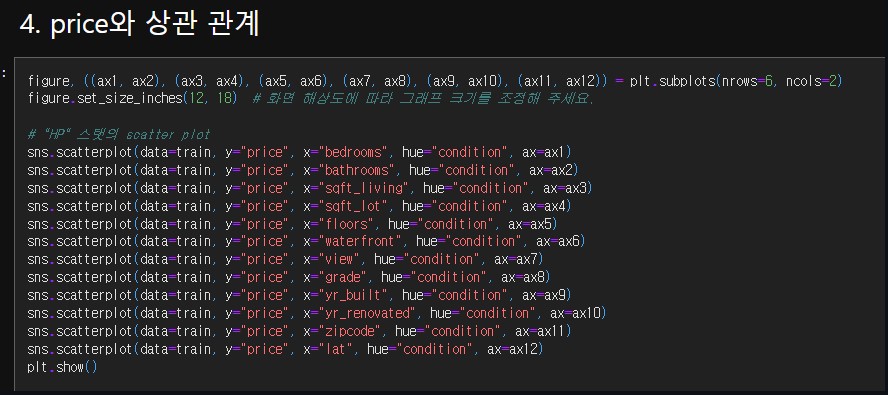 4. price와 상관 관계
:
figure, ((ax1, ax2), (ax3, ax4), (ax5, ax6), (ax7, ax8), (ax9, ax10), (ax11, ax12)) = plt.subplots(nrows=6, ncols=2)
figure.set_size_inches(12, 18)  # 화면 해상도에 따라 그래프 크기를 조정해 주세요.
# "HP" 스탯의 scatter plot
sns.scatterplot(data=train, y="price", x="bedrooms", hue="condition", ax=ax1)
sns.scatterplot(data=train, y="price", x="bathrooms", hue="condition", ax=ax2)
sns.scatterplot(data=train, y="price", x="sqft_living", hue="condition", ax=ax3)
sns.scatterplot(data=train, y="price", x="sqft_lot", hue="condition", ax=ax4)
sns.scatterplot(data=train, y="price", x="floors", hue="condition", ax=ax5)
sns.scatterplot(data=train, y="price", x="waterfront", hue="condition", ax=ax6)
sns.scatterplot(data=train, y="price", x="view", hue="condition", ax=ax7)
sns.scatterplot(data=train, y="price", x="grade", hue="condition", ax=ax8)
sns.scatterplot(data=train, y="price", x="yr_built", hue="condition", ax=ax9)
sns.scatterplot(data=train, y="price", x="yr_renovated", hue="condition", ax=ax10)
sns.scatterplot(data=train, y="price", x="zipcode", hue="condition", ax=ax11)
sns.scatterplot(data=train, y="price", x="lat", hue="condition", ax=ax12)
plt.show()